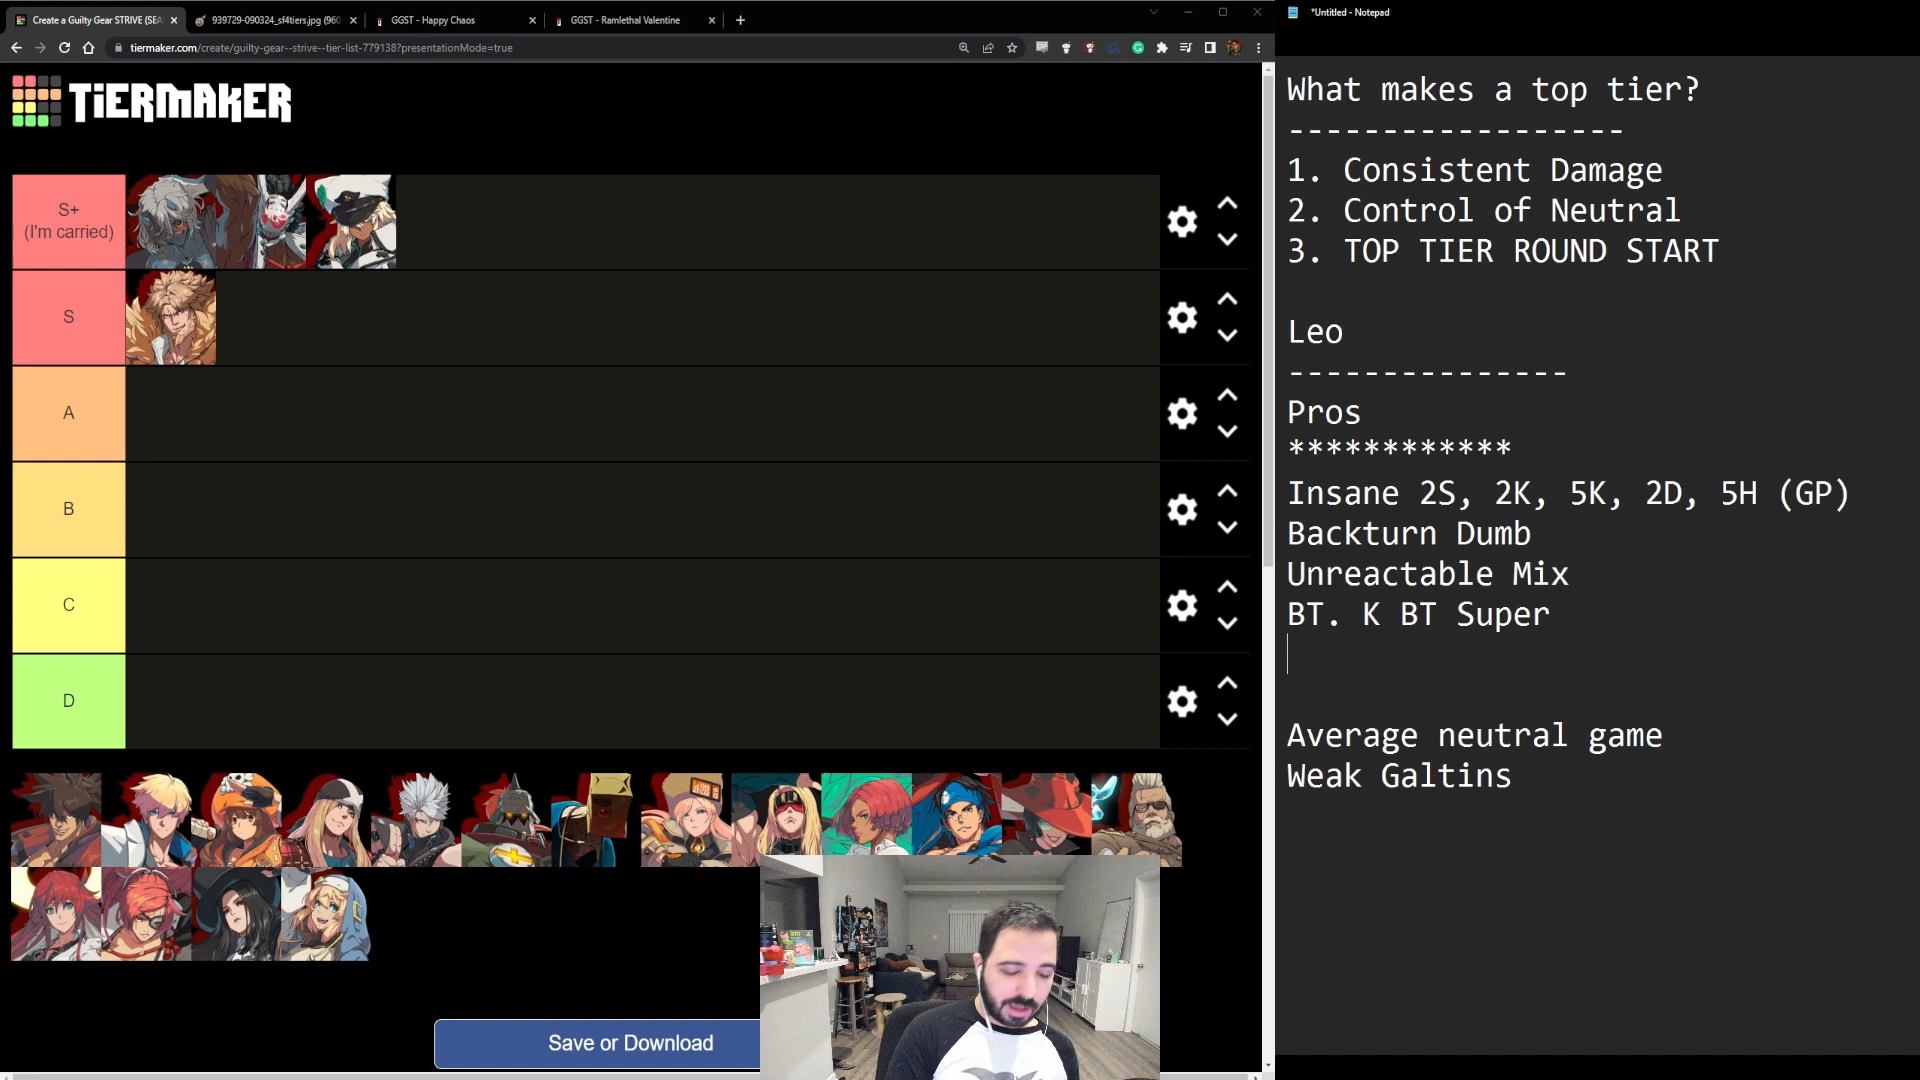 Create a Guilty Gear STRIVE (SEA
939729-090324_sf4tiers.jpg (960
GGST - Happy Chaos
GGST - Ramlethal Valentine
*Untitled - Notepad
tiermaker.com/create/guilty-gear--strive--tier-list-779138?presentationMode=true
TiERMAKER
S+
(I'm carried)
S
A
B
C
D
Save or Download
What makes a top tier?
------------------
1. Consistent Damage
2. Control of Neutral
3. TOP TIER ROUND START
Leo
---------------
Pros
************
Insane 2S, 2K, 5K, 2D, 5H (GP)
Backturn Dumb
Unreactable Mix
BT. K BT Super
Average neutral game
Weak Galtins